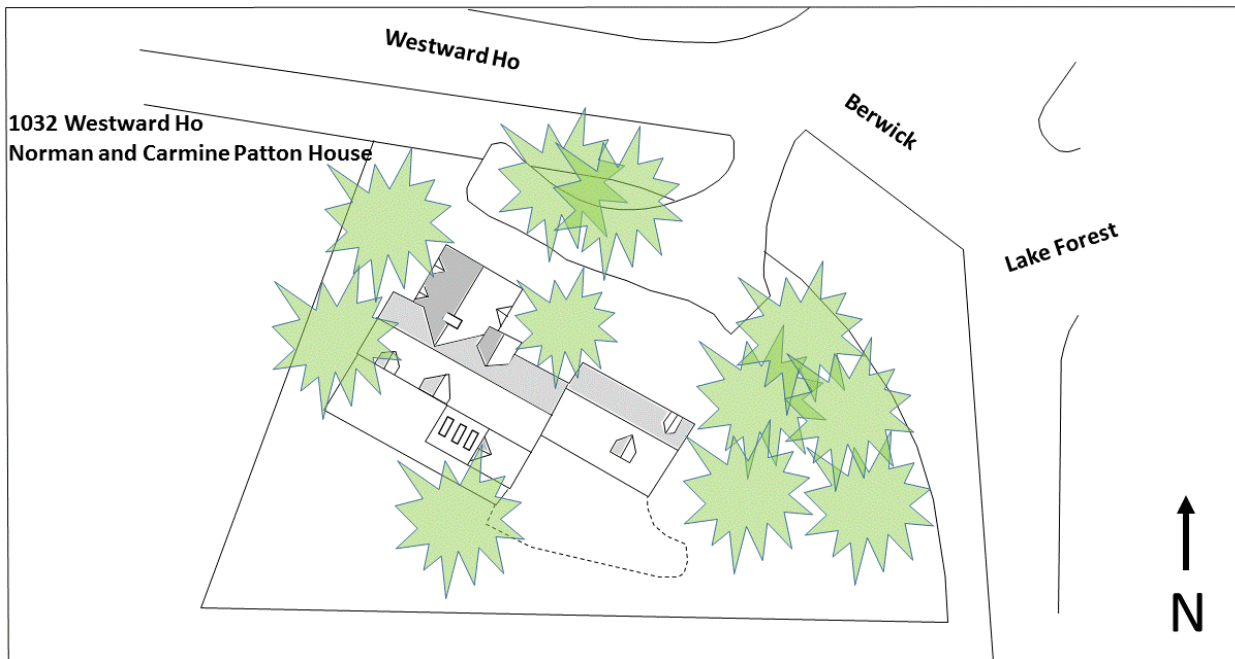 Westward Ho
Berwick
1032 Westward Ho
Norman and Carmine Patton House
Lake Forest
N